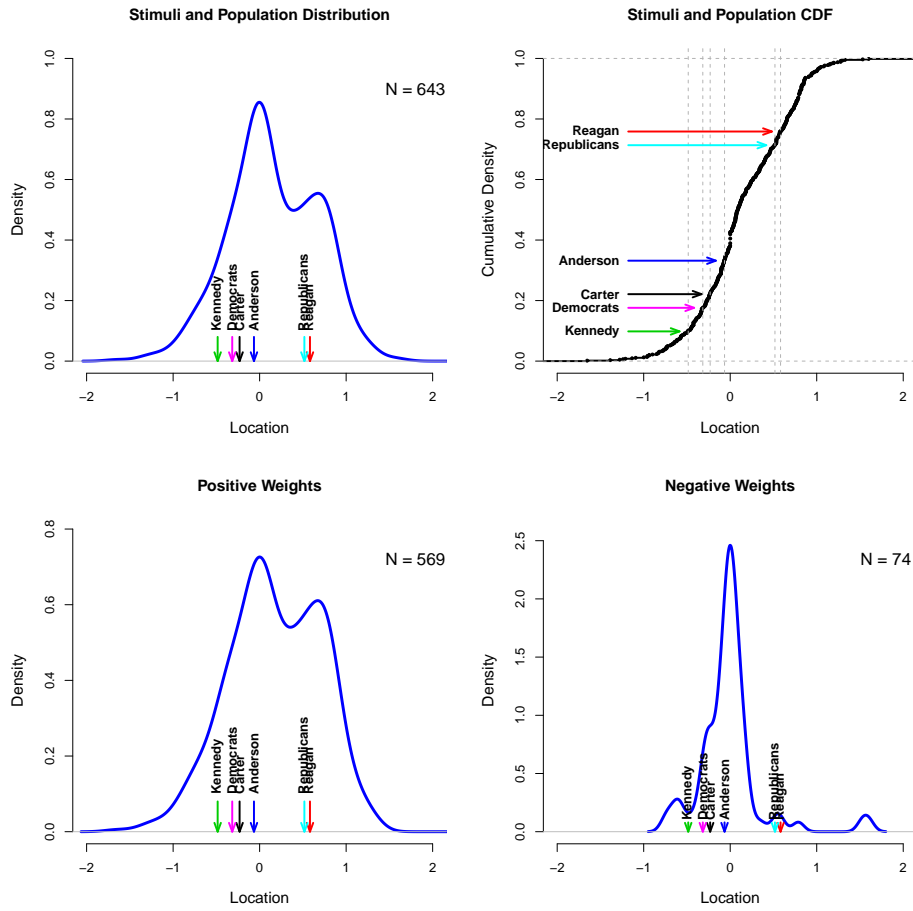 Stimuli and Population Distribution
N = 643
Density
0.0 0.2 0.4 0.6 0.8 1.0
Kennedy
Democrats
Carter
Anderson
Republicans
Reagan
−2 −1 0 1 2
Location
Stimuli and Population CDF
Cumulative Density
0.0 0.2 0.4 0.6 0.8 1.0
Reagan
Republicans
Anderson
Carter
Democrats
Kennedy
−2 −1 0 1 2
Location
Positive Weights
N = 569
Density
0.0 0.2 0.4 0.6 0.8
Kennedy
Democrats
Carter
Anderson
Republicans
Reagan
−2 −1 0 1 2
Location
Negative Weights
N = 74
Density
0.0 0.5 1.0 1.5 2.0 2.5
Kennedy
Democrats
Carter
Anderson
Republicans
Reagan
−2 −1 0 1 2
Location